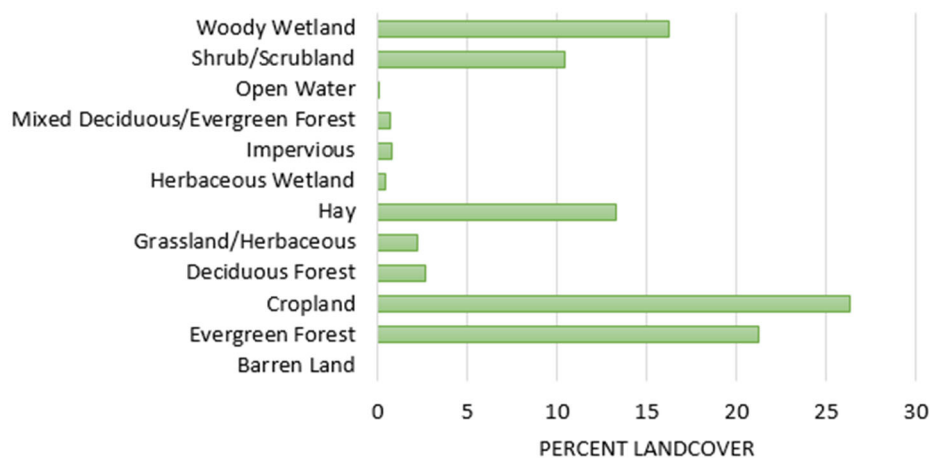 Woody Wetland
Shrub/Scrubland
Open Water
Mixed Deciduous/Evergreen Forest
Impervious
Herbaceous Wetland
Hay
Grassland/Herbaceous
Deciduous Forest
Cropland
Evergreen Forest
Barren Land
0 5 10 15 20 25 30
PERCENT LANDCOVER